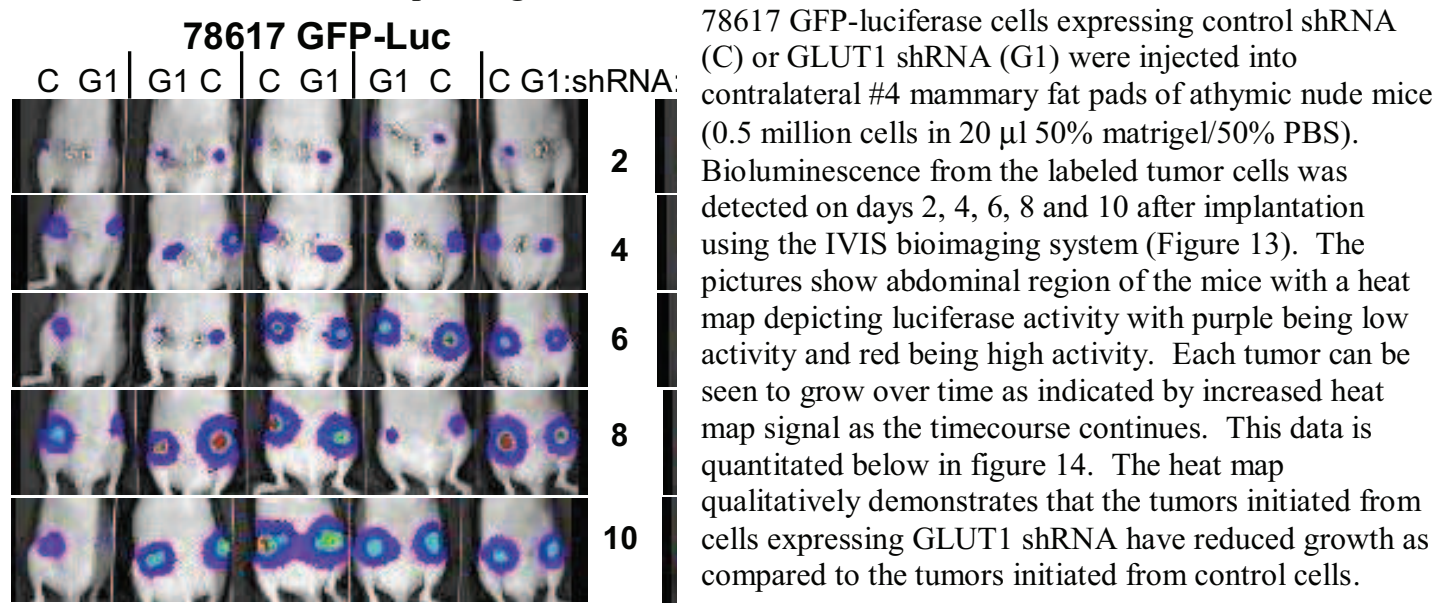 78617 GFP-Luc
C G1 G1 C C G1 G1 C C G1:shRNA:
2
4
6
8
10
78617 GFP-luciferase cells expressing control shRNA
(C) or GLUT1 shRNA (G1) were injected into
contralateral #4 mammary fat pads of athymic nude mice
(0.5 million cells in 20 μl 50% matrigel/50% PBS).
Bioluminescence from the labeled tumor cells was
detected on days 2, 4, 6, 8 and 10 after implantation
using the IVIS bioimaging system (Figure 13).  The
pictures show abdominal region of the mice with a heat
map depicting luciferase activity with purple being low
activity and red being high activity.  Each tumor can be
seen to grow over time as indicated by increased heat
map signal as the timecourse continues.  This data is
quantitated below in figure 14.  The heat map
qualitatively demonstrates that the tumors initiated from
cells expressing GLUT1 shRNA have reduced growth as
compared to the tumors initiated from control cells.